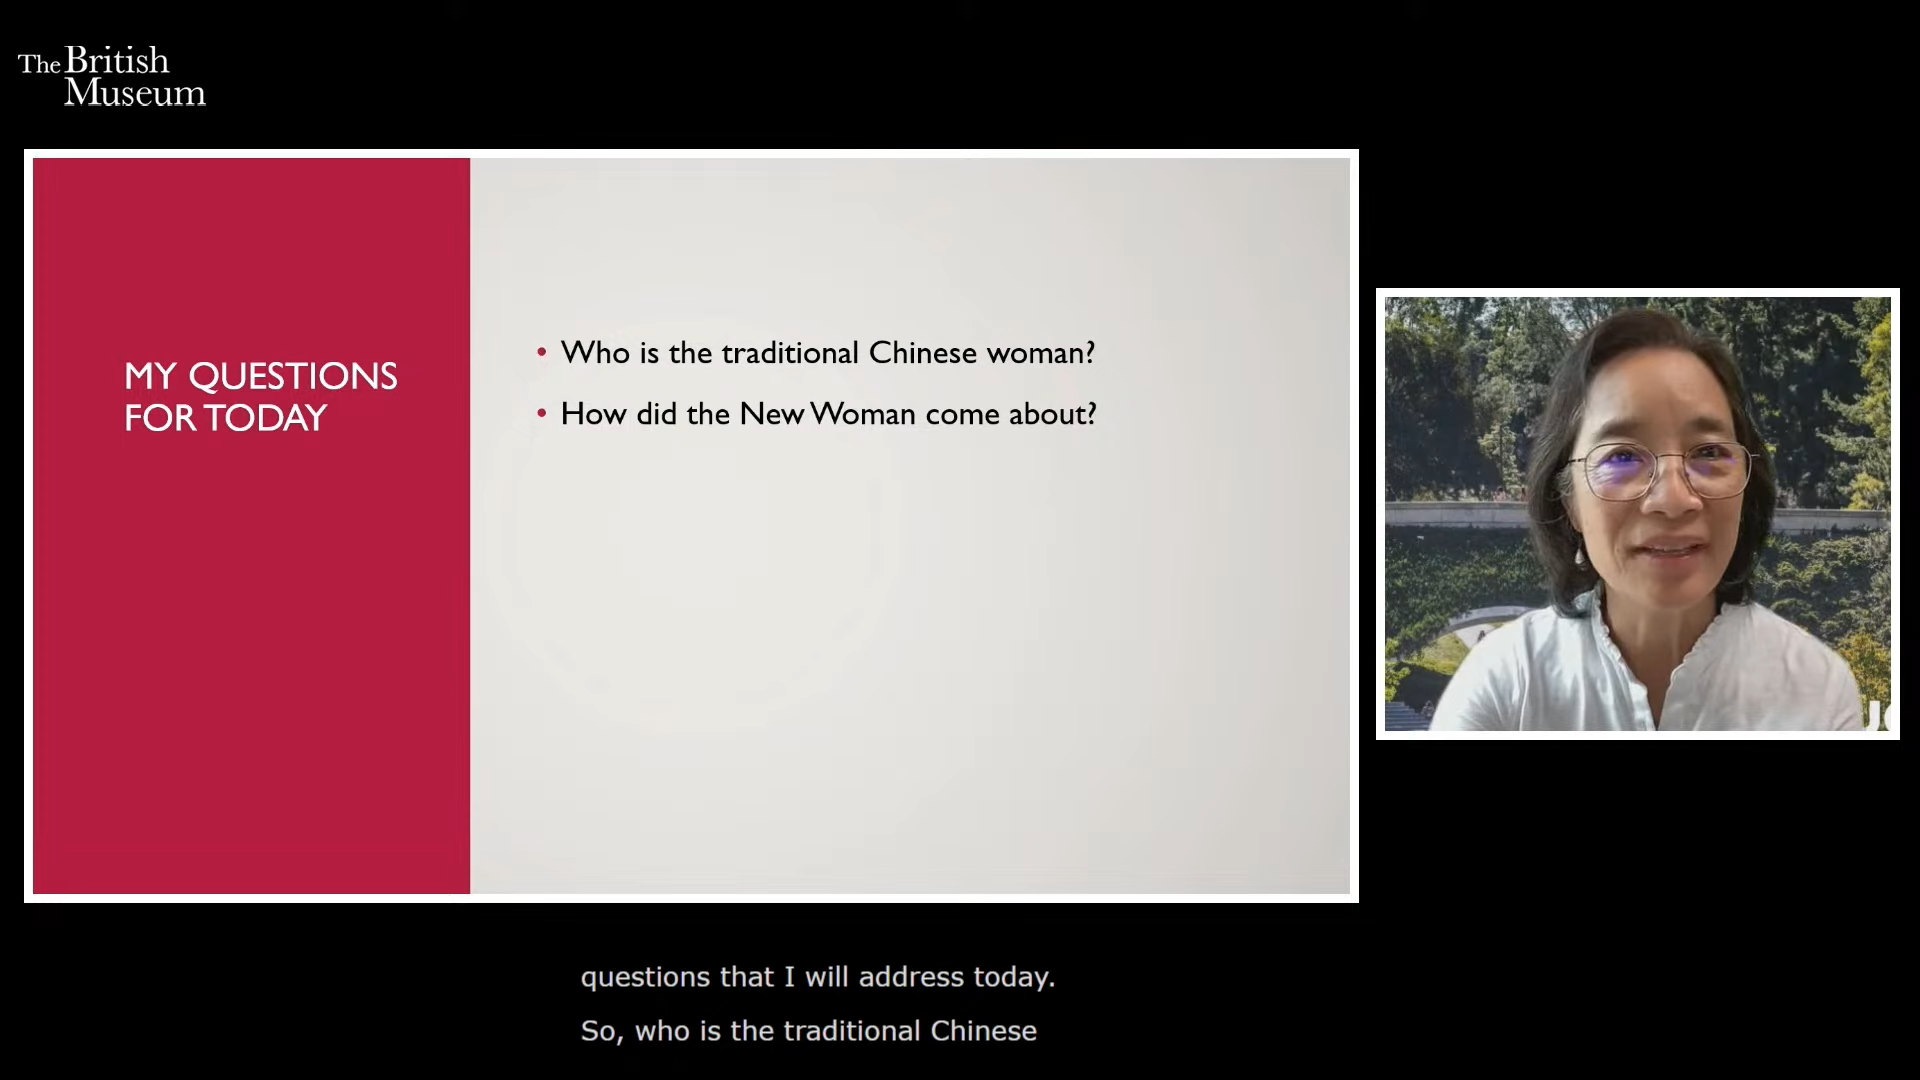 The British
Museum
MY QUESTIONS
FOR TODAY
• Who is the traditional Chinese woman?
• How did the New Woman come about?
questions that I will address today.
So, who is the traditional Chinese